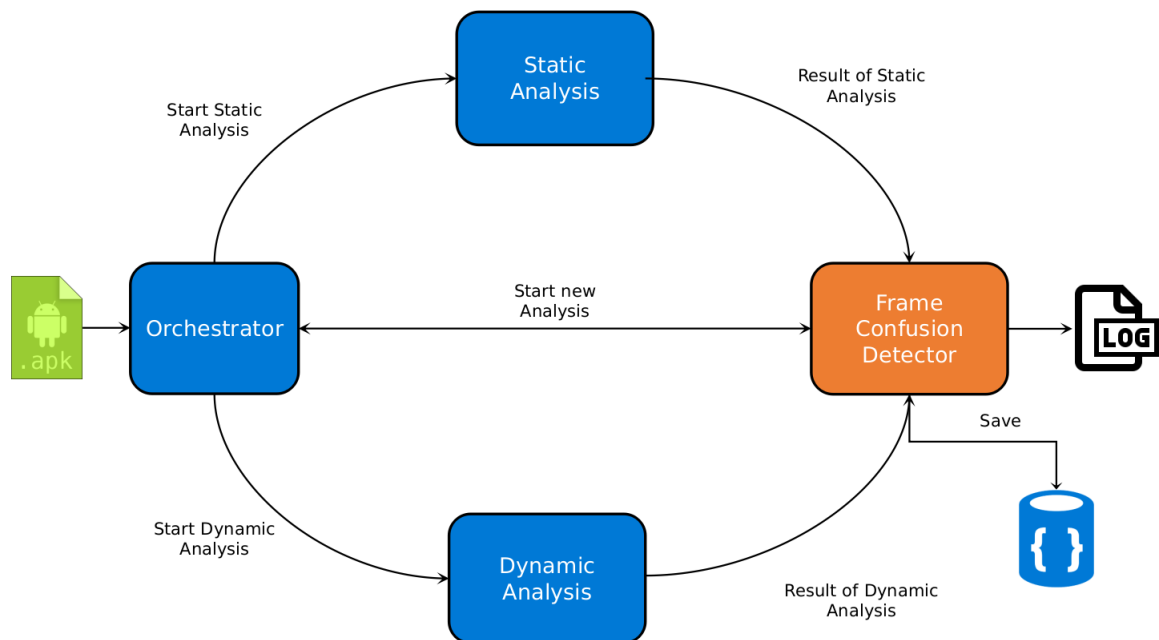 Static
Analysis
Result of Static
Analysis
Start Static
Analysis
Start new
Analysis
.apk
Orchestrator
Frame
Confusion
Detector
LOG
Save
Start Dynamic
Analysis
Dynamic
Analysis
{ }
Result of Dynamic
Analysis